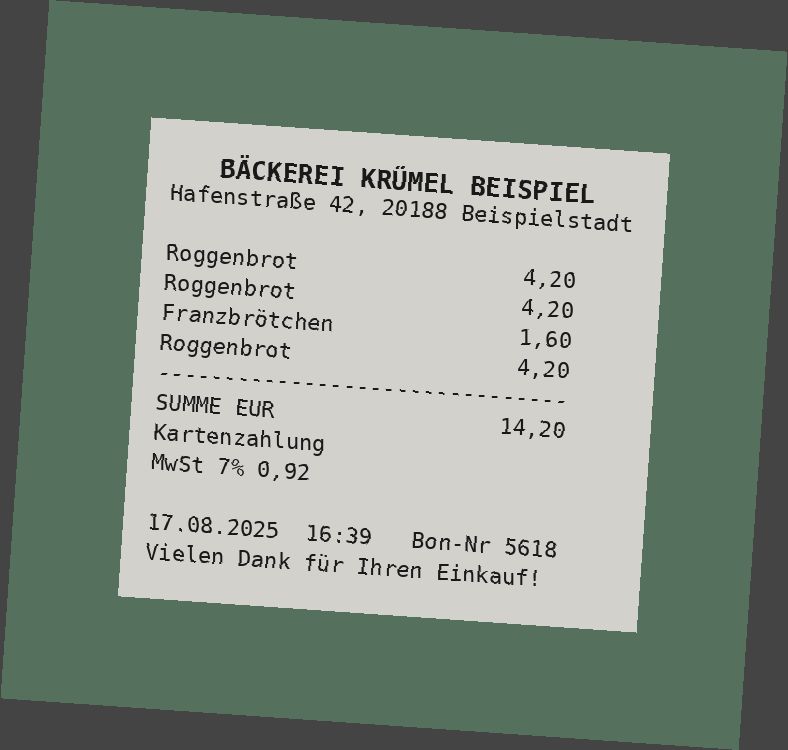 BÄCKEREI KRÜMEL BEISPIEL
Hafenstraße 42, 20188 Beispielstadt
Roggenbrot 4,20
Roggenbrot 4,20
Franzbrötchen 1,60
Roggenbrot 4,20
--------------------------------
SUMME EUR 14,20
Kartenzahlung
MwSt 7% 0,92
17.08.2025 16:39 Bon-Nr 5618
Vielen Dank für Ihren Einkauf!